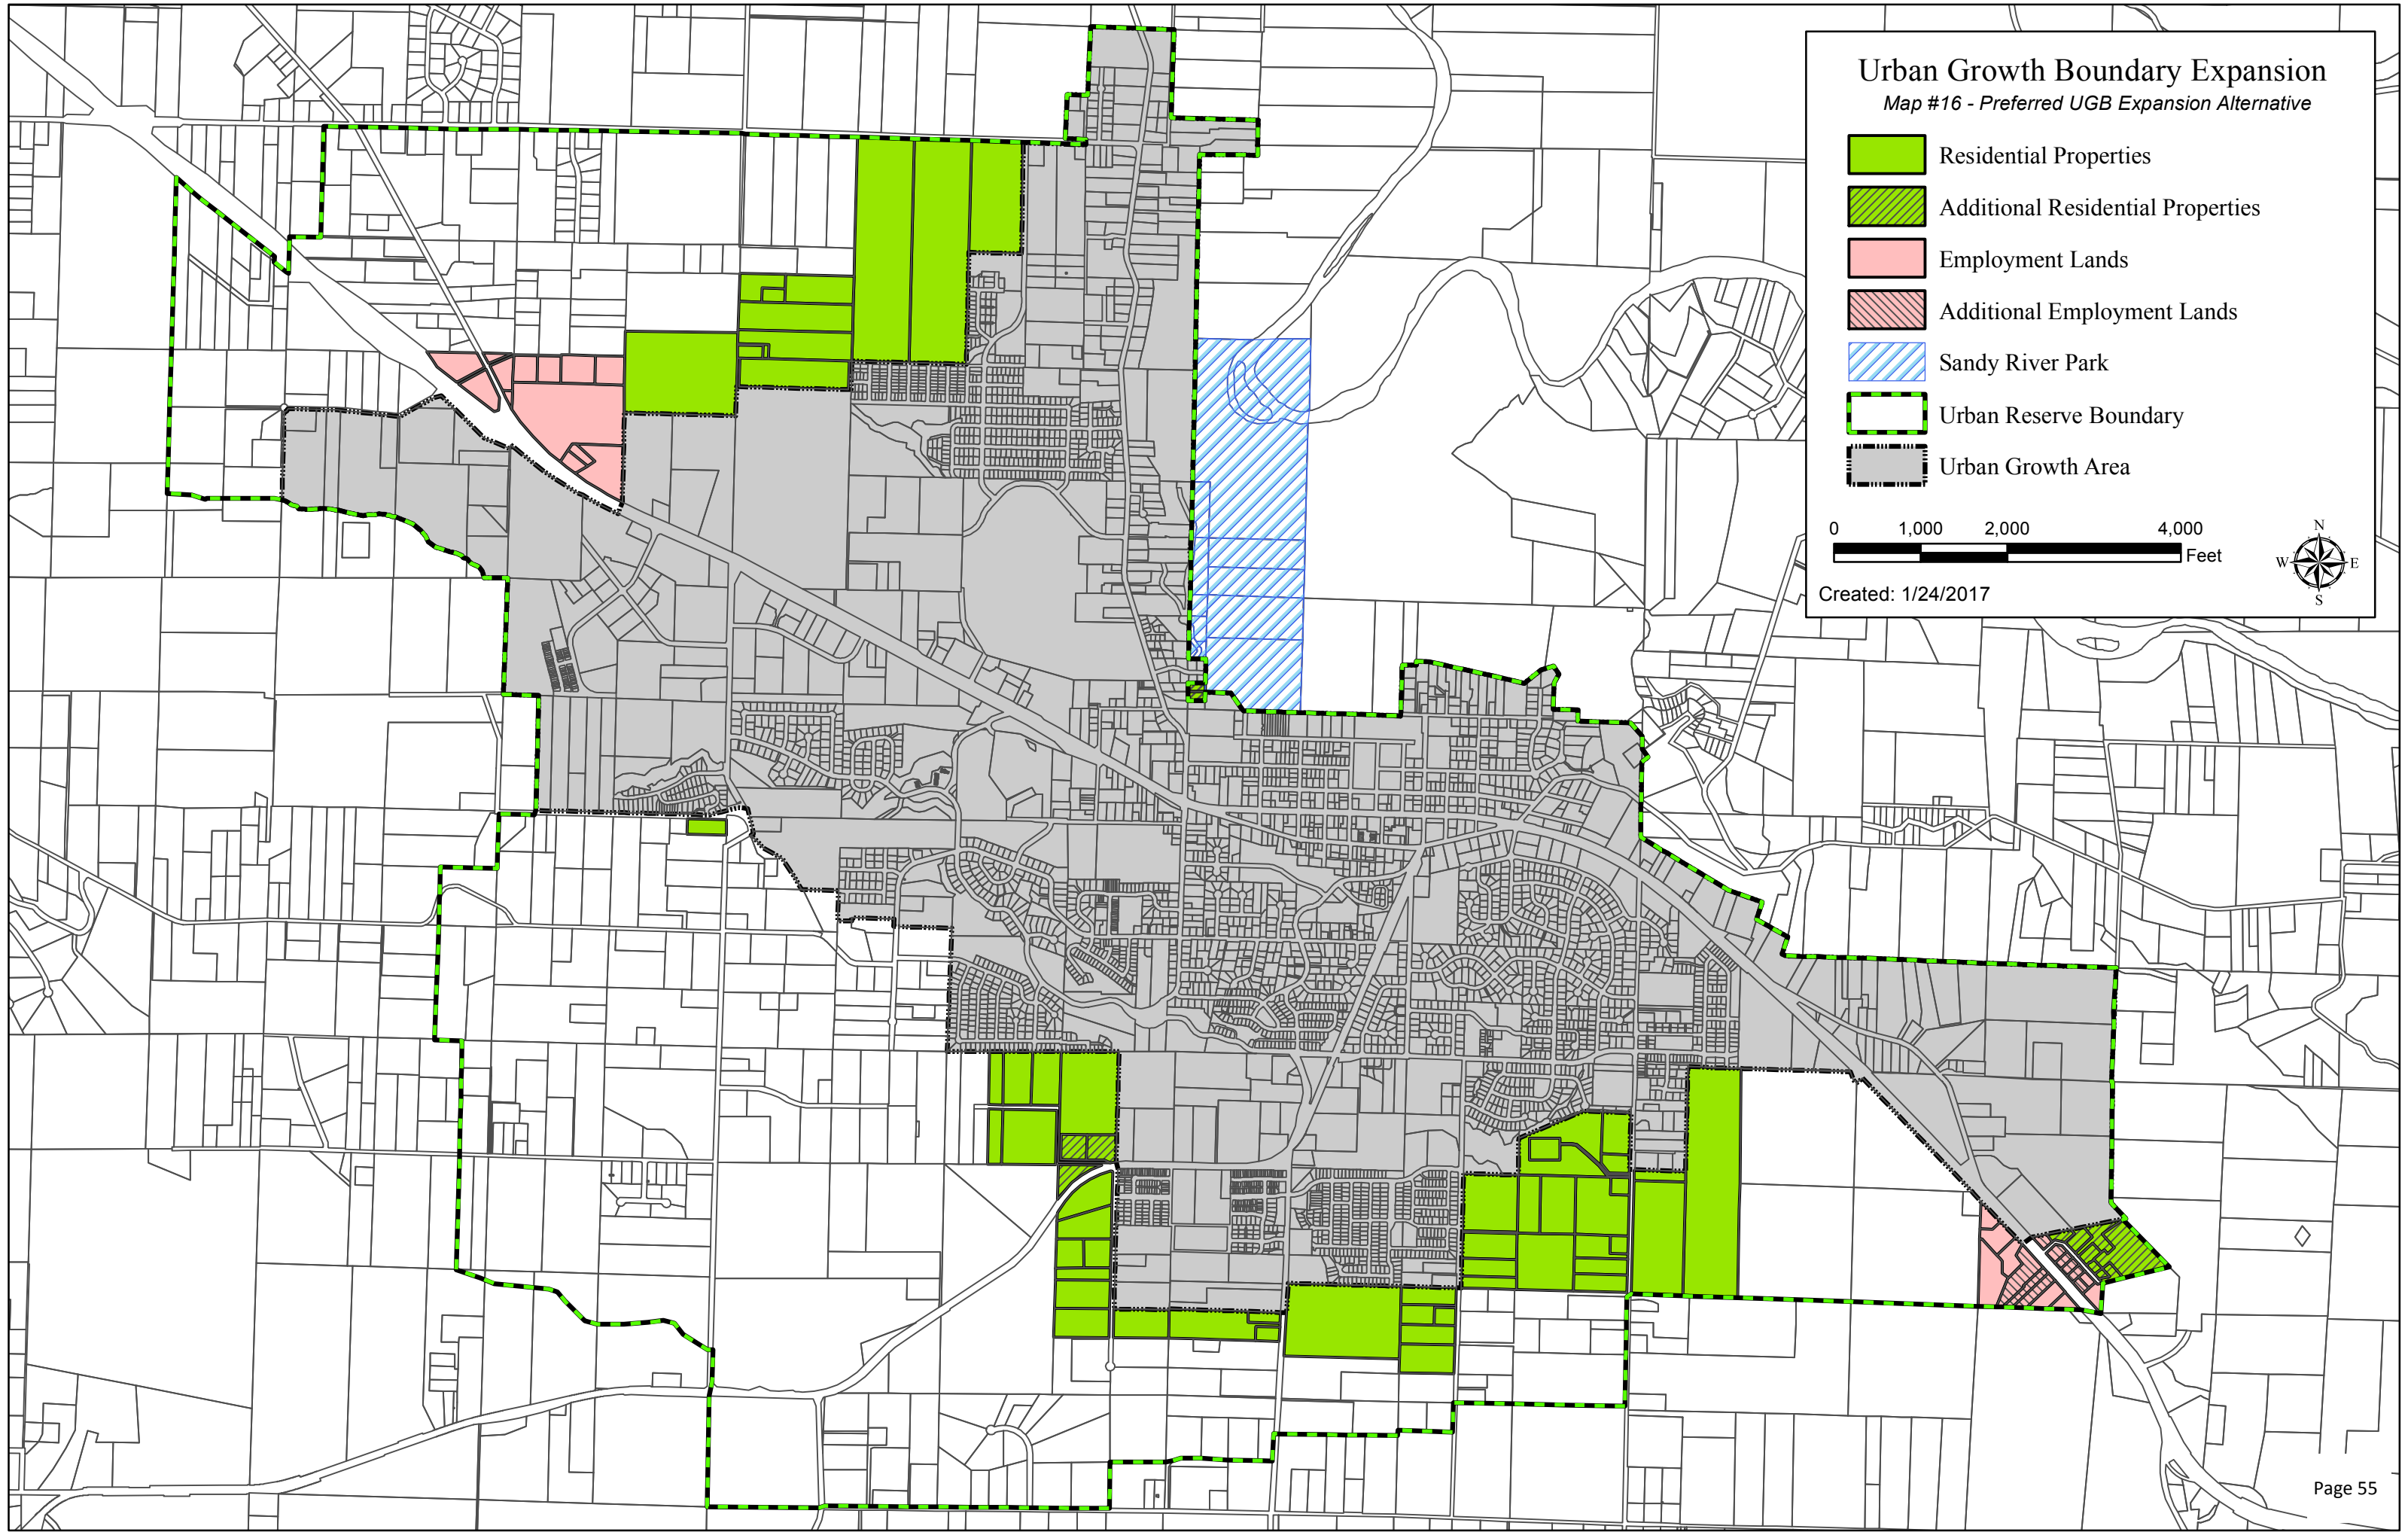 Urban Growth Boundary Expansion
Map #16 - Preferred UGB Expansion Alternative
Residential Properties
Additional Residential Properties
Employment Lands
Additional Employment Lands
Sandy River Park
Urban Reserve Boundary
Urban Growth Area
0 1,000 2,000 4,000
Feet
N
W E
S
Created: 1/24/2017
Page 55